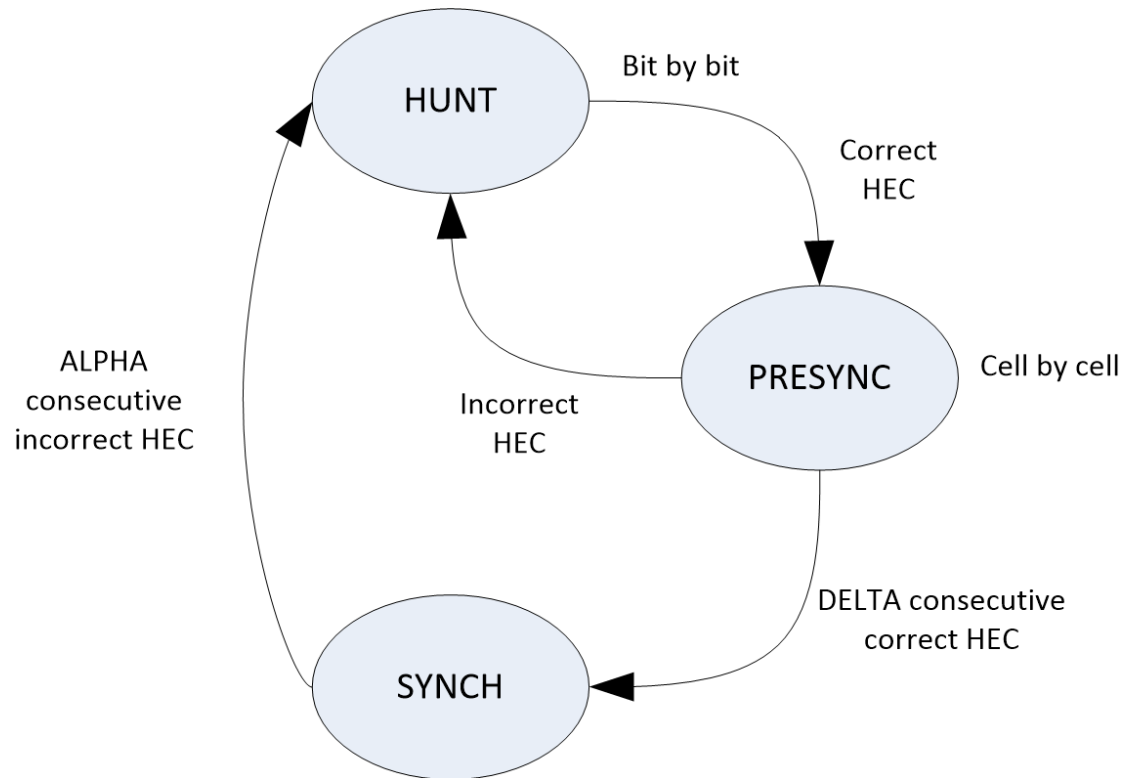 Bit by bit
HUNT
Correct
HEC
ALPHA
consecutive
incorrect HEC
Incorrect
HEC
PRESYNC
Cell by cell
DELTA consecutive
correct HEC
SYNCH